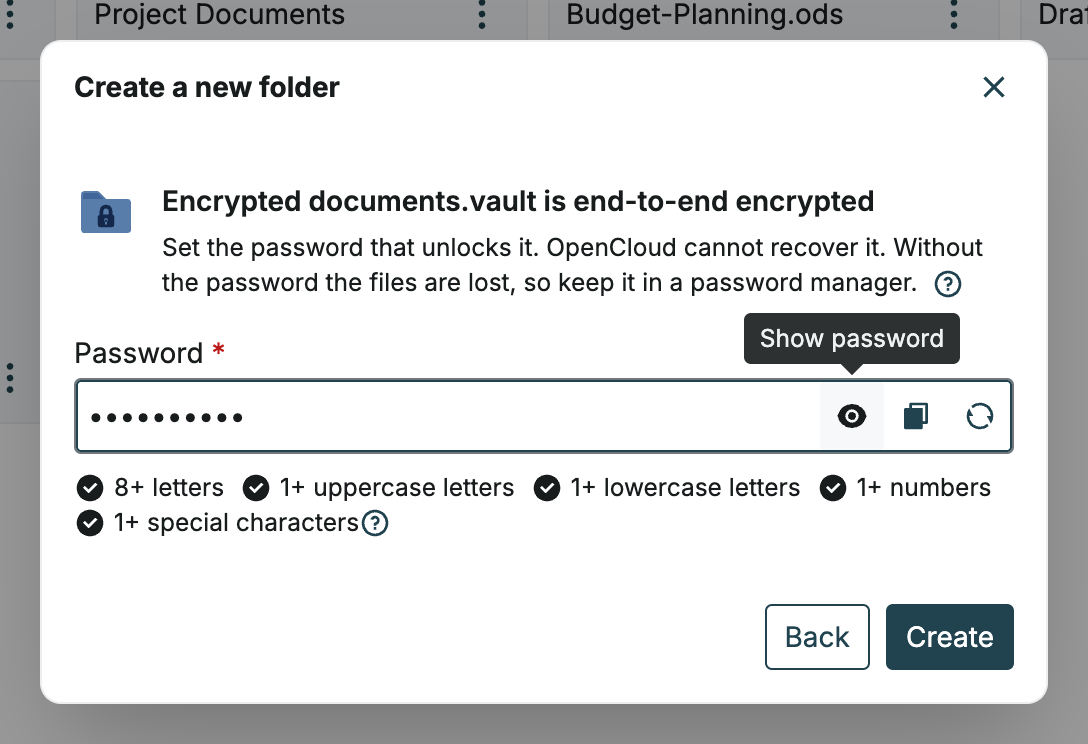 Project Documents
Budget-Planning.ods
Draf
Create a new folder
Encrypted documents.vault is end-to-end encrypted
Set the password that unlocks it. OpenCloud cannot recover it. Without
the password the files are lost, so keep it in a password manager.
Show password
Password *
••••••••••
8+ letters 1+ uppercase letters 1+ lowercase letters 1+ numbers
1+ special characters
Back
Create